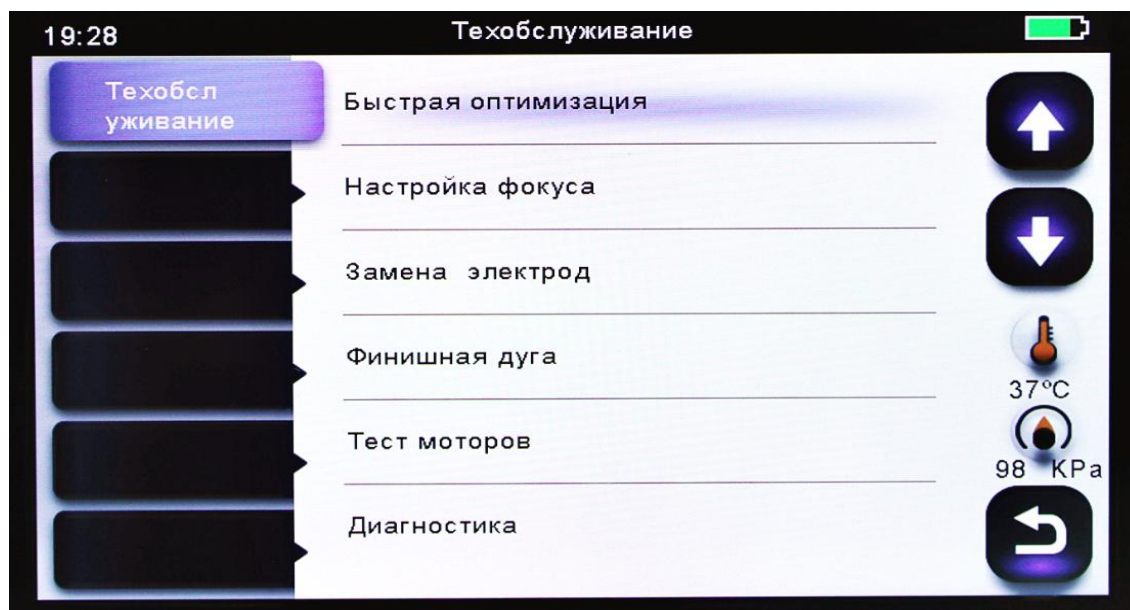 19:28
Техобслуживание
Техобсл
уживание
Быстрая оптимизация
Настройка фокуса
Замена электрод
Финишная дуга
Тест моторов
Диагностика
37°C
98 KPa